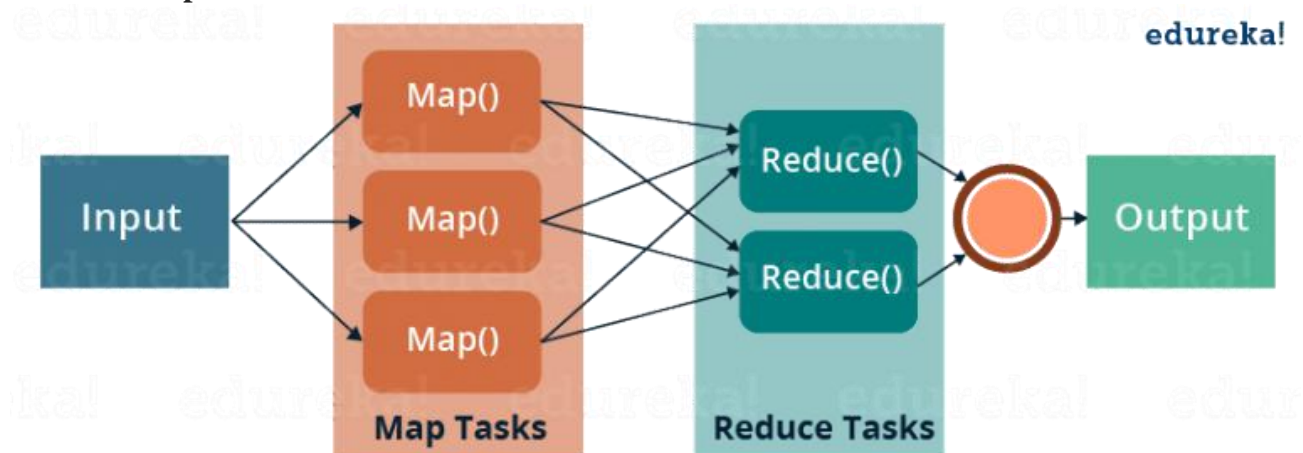 edureka!
Input
Map()
Map()
Map()
Map Tasks
Reduce()
Reduce()
Reduce Tasks
Output